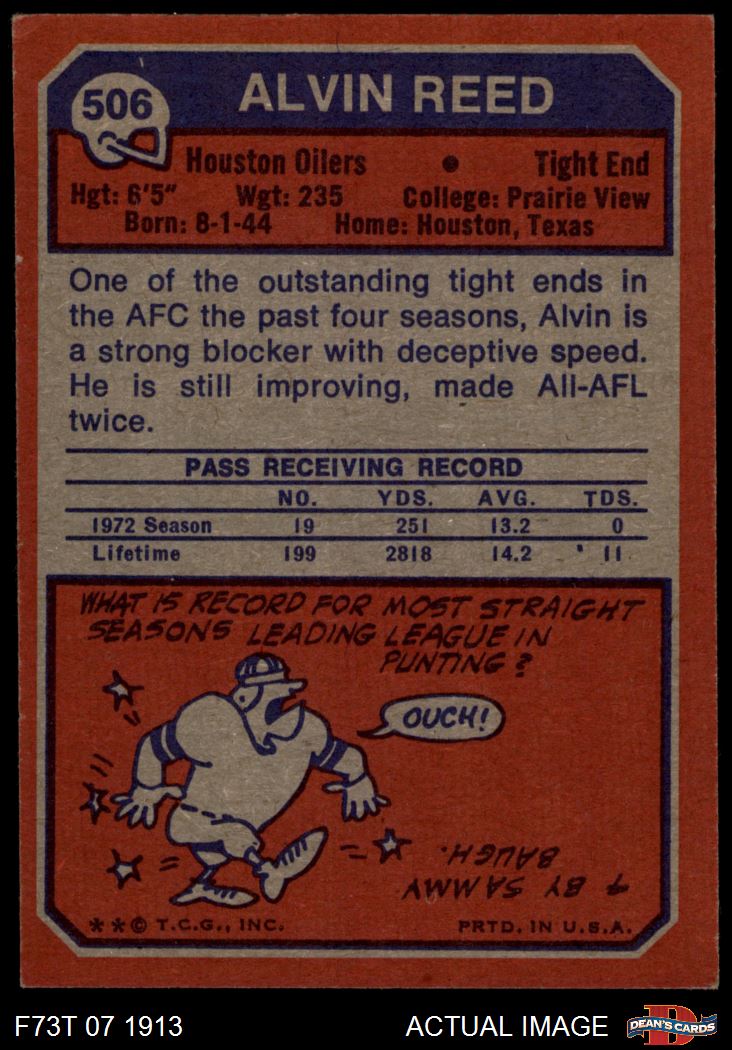 506
ALVIN REED
Houston Oilers • Tight End
Hgt: 6'5" Wgt: 235 College: Prairie View
Born: 8-1-44 Home: Houston, Texas
One of the outstanding tight ends in
the AFC the past four seasons, Alvin is
a strong blocker with deceptive speed.
He is still improving, made All-AFL
twice.
PASS RECEIVING RECORD
NO. YDS. AVG. TDS.
1972 Season 19 251 13.2 0
Lifetime 199 2818 14.2 11
WHAT IS RECORD FOR MOST STRAIGHT
SEASONS LEADING LEAGUE IN
PUNTING?
OUCH!
4 BY SAMMY
BAUGH.
**© T.C.G., INC. PRTD. IN U.S.A.
F73T 07 1913 ACTUAL IMAGE
D
DEAN'S CARDS